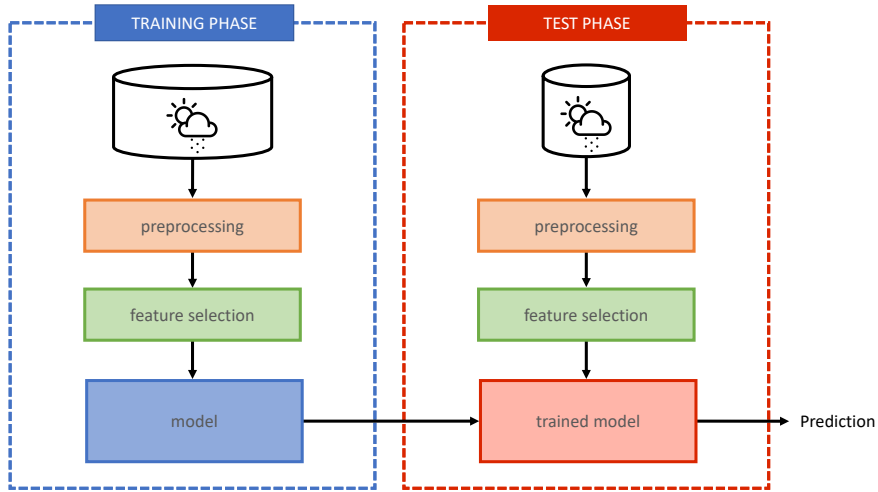 TRAINING PHASE
preprocessing
feature selection
model
TEST PHASE
preprocessing
feature selection
trained model
Prediction